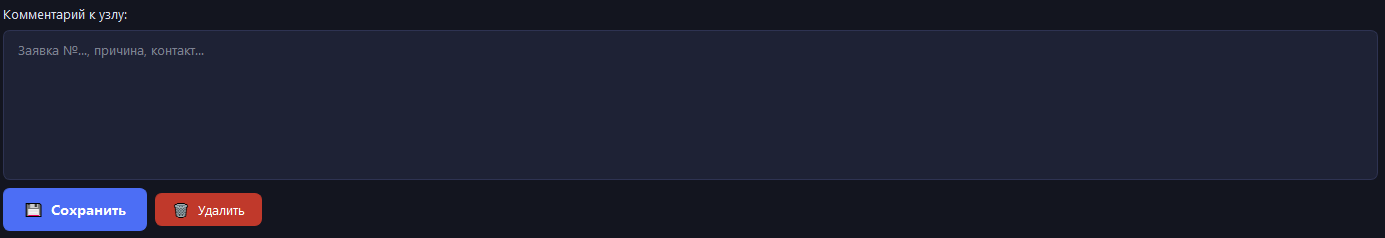 Комментарий к узлу:
Заявка №..., причина, контакт...
Сохранить
Удалить